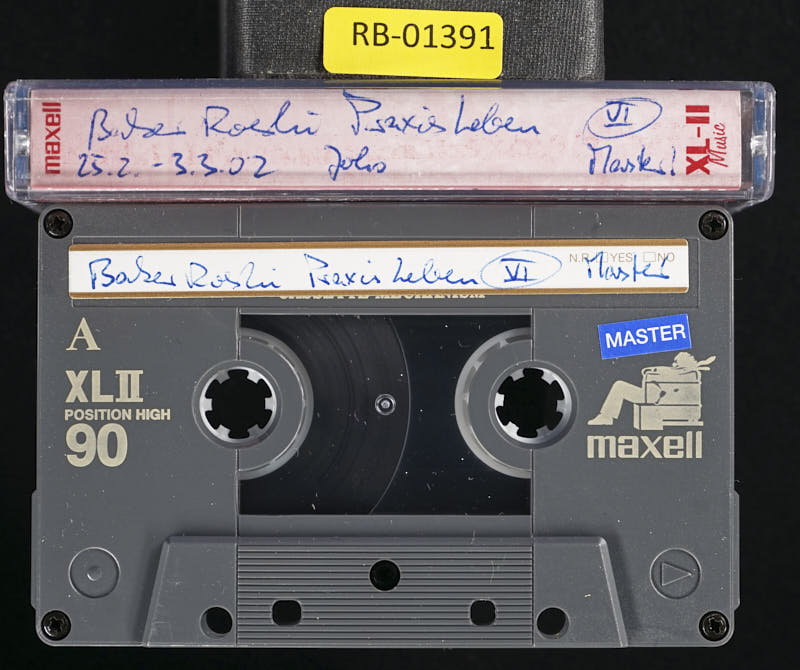 RB-01391
maxell
Baker Roshi Praxis Leben VI
25.2. - 3.3.02 Joho Master!
XL-II
Music
Baker Roshi Praxis Leben VI Master
N.R. YES NO
A
MASTER
XLII
POSITION HIGH
90
maxell